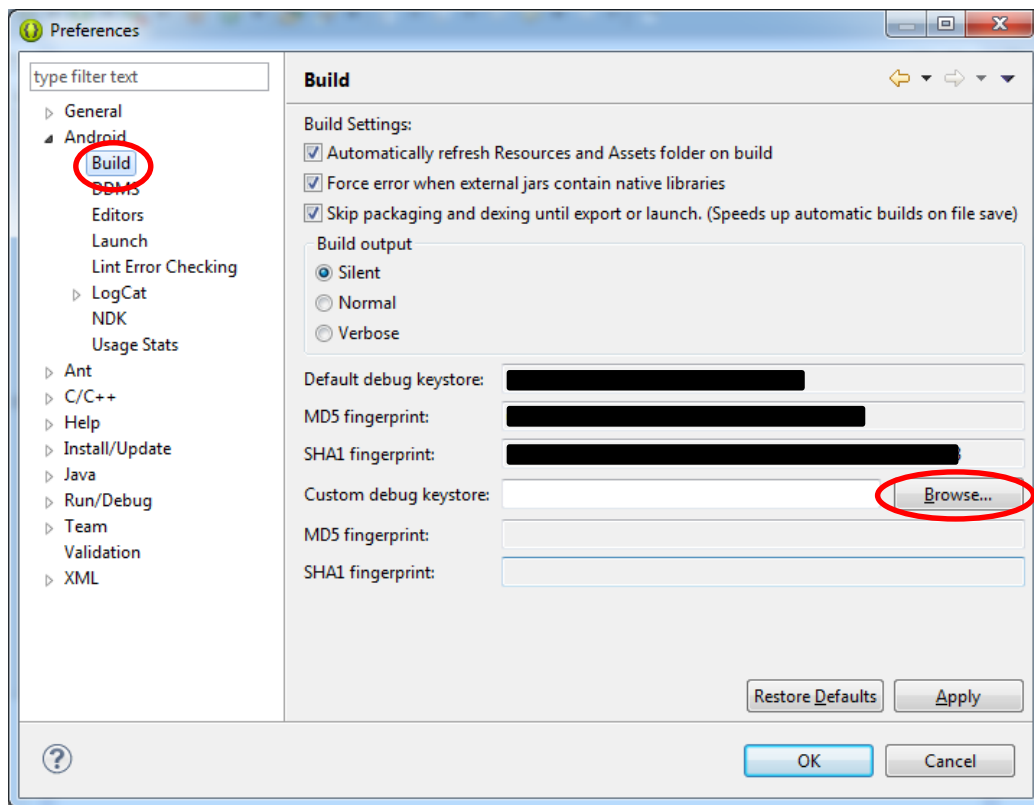 Preferences
type filter text
General
Android
Build
DDMS
Editors
Launch
Lint Error Checking
LogCat
NDK
Usage Stats
Ant
C/C++
Help
Install/Update
Java
Run/Debug
Team
Validation
XML
Build
Build Settings:
Automatically refresh Resources and Assets folder on build
Force error when external jars contain native libraries
Skip packaging and dexing until export or launch. (Speeds up automatic builds on file save)
Build output
Silent
Normal
Verbose
Default debug keystore:
MD5 fingerprint:
SHA1 fingerprint:
Custom debug keystore:
Browse...
MD5 fingerprint:
SHA1 fingerprint:
Restore Defaults
Apply
?
OK
Cancel